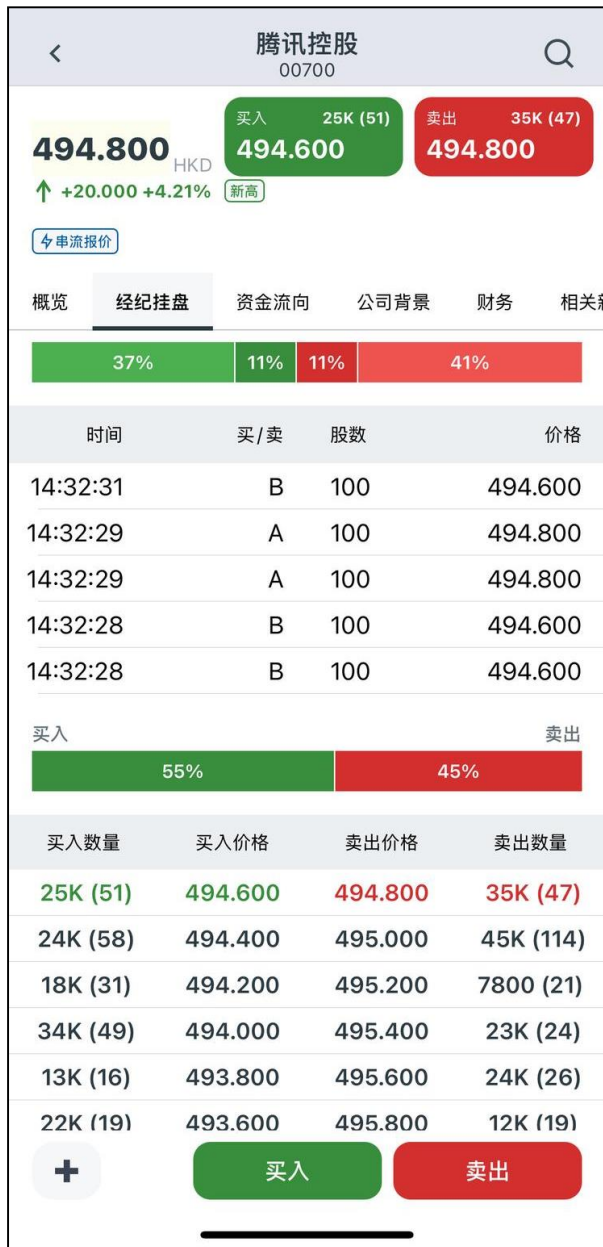 腾讯控股
00700
494.800 HKD
+20.000 +4.21% 新高
买入 25K (51)
494.600
卖出 35K (47)
494.800
串流报价
概览 经纪挂盘 资金流向 公司背景 财务 相关
37% 11% 11% 41%
时间 买/卖 股数 价格
14:32:31 B 100 494.600
14:32:29 A 100 494.800
14:32:29 A 100 494.800
14:32:28 B 100 494.600
14:32:28 B 100 494.600
买入 卖出
55% 45%
买入数量 买入价格 卖出价格 卖出数量
25K (51) 494.600 494.800 35K (47)
24K (58) 494.400 495.000 45K (114)
18K (31) 494.200 495.200 7800 (21)
34K (49) 494.000 495.400 23K (24)
13K (16) 493.800 495.600 24K (26)
22K (19) 493.600 495.800 12K (19)
买入 卖出